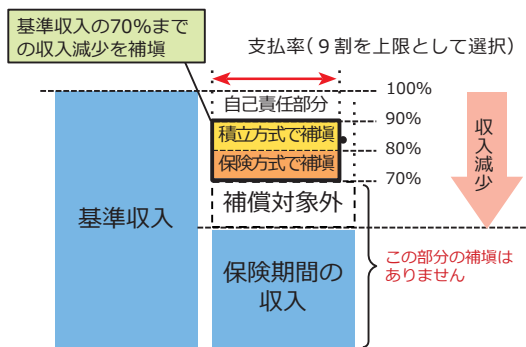 基準収入の70%まで
の収入減少を補塡
支払率（９割を上限として選択）
100%
自己責任部分
90%
積立方式で補塡
80%
保険方式で補塡
70%
収入減少
基準収入
補償対象外
保険期間の
収入
この部分の補塡は
ありません